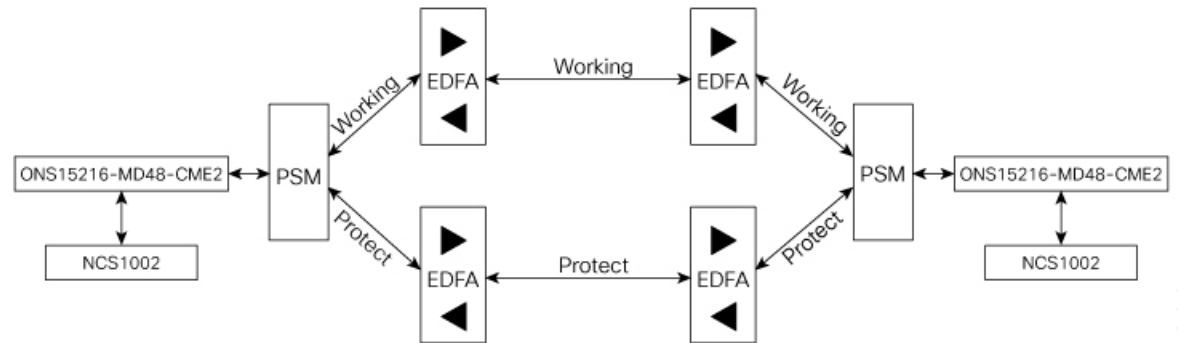 EDFA
Working
EDFA
Working
Working
ONS15216-MD48-CME2
PSM
PSM
ONS15216-MD48-CME2
Protect
Protect
NCS1002
EDFA
Protect
EDFA
NCS1002